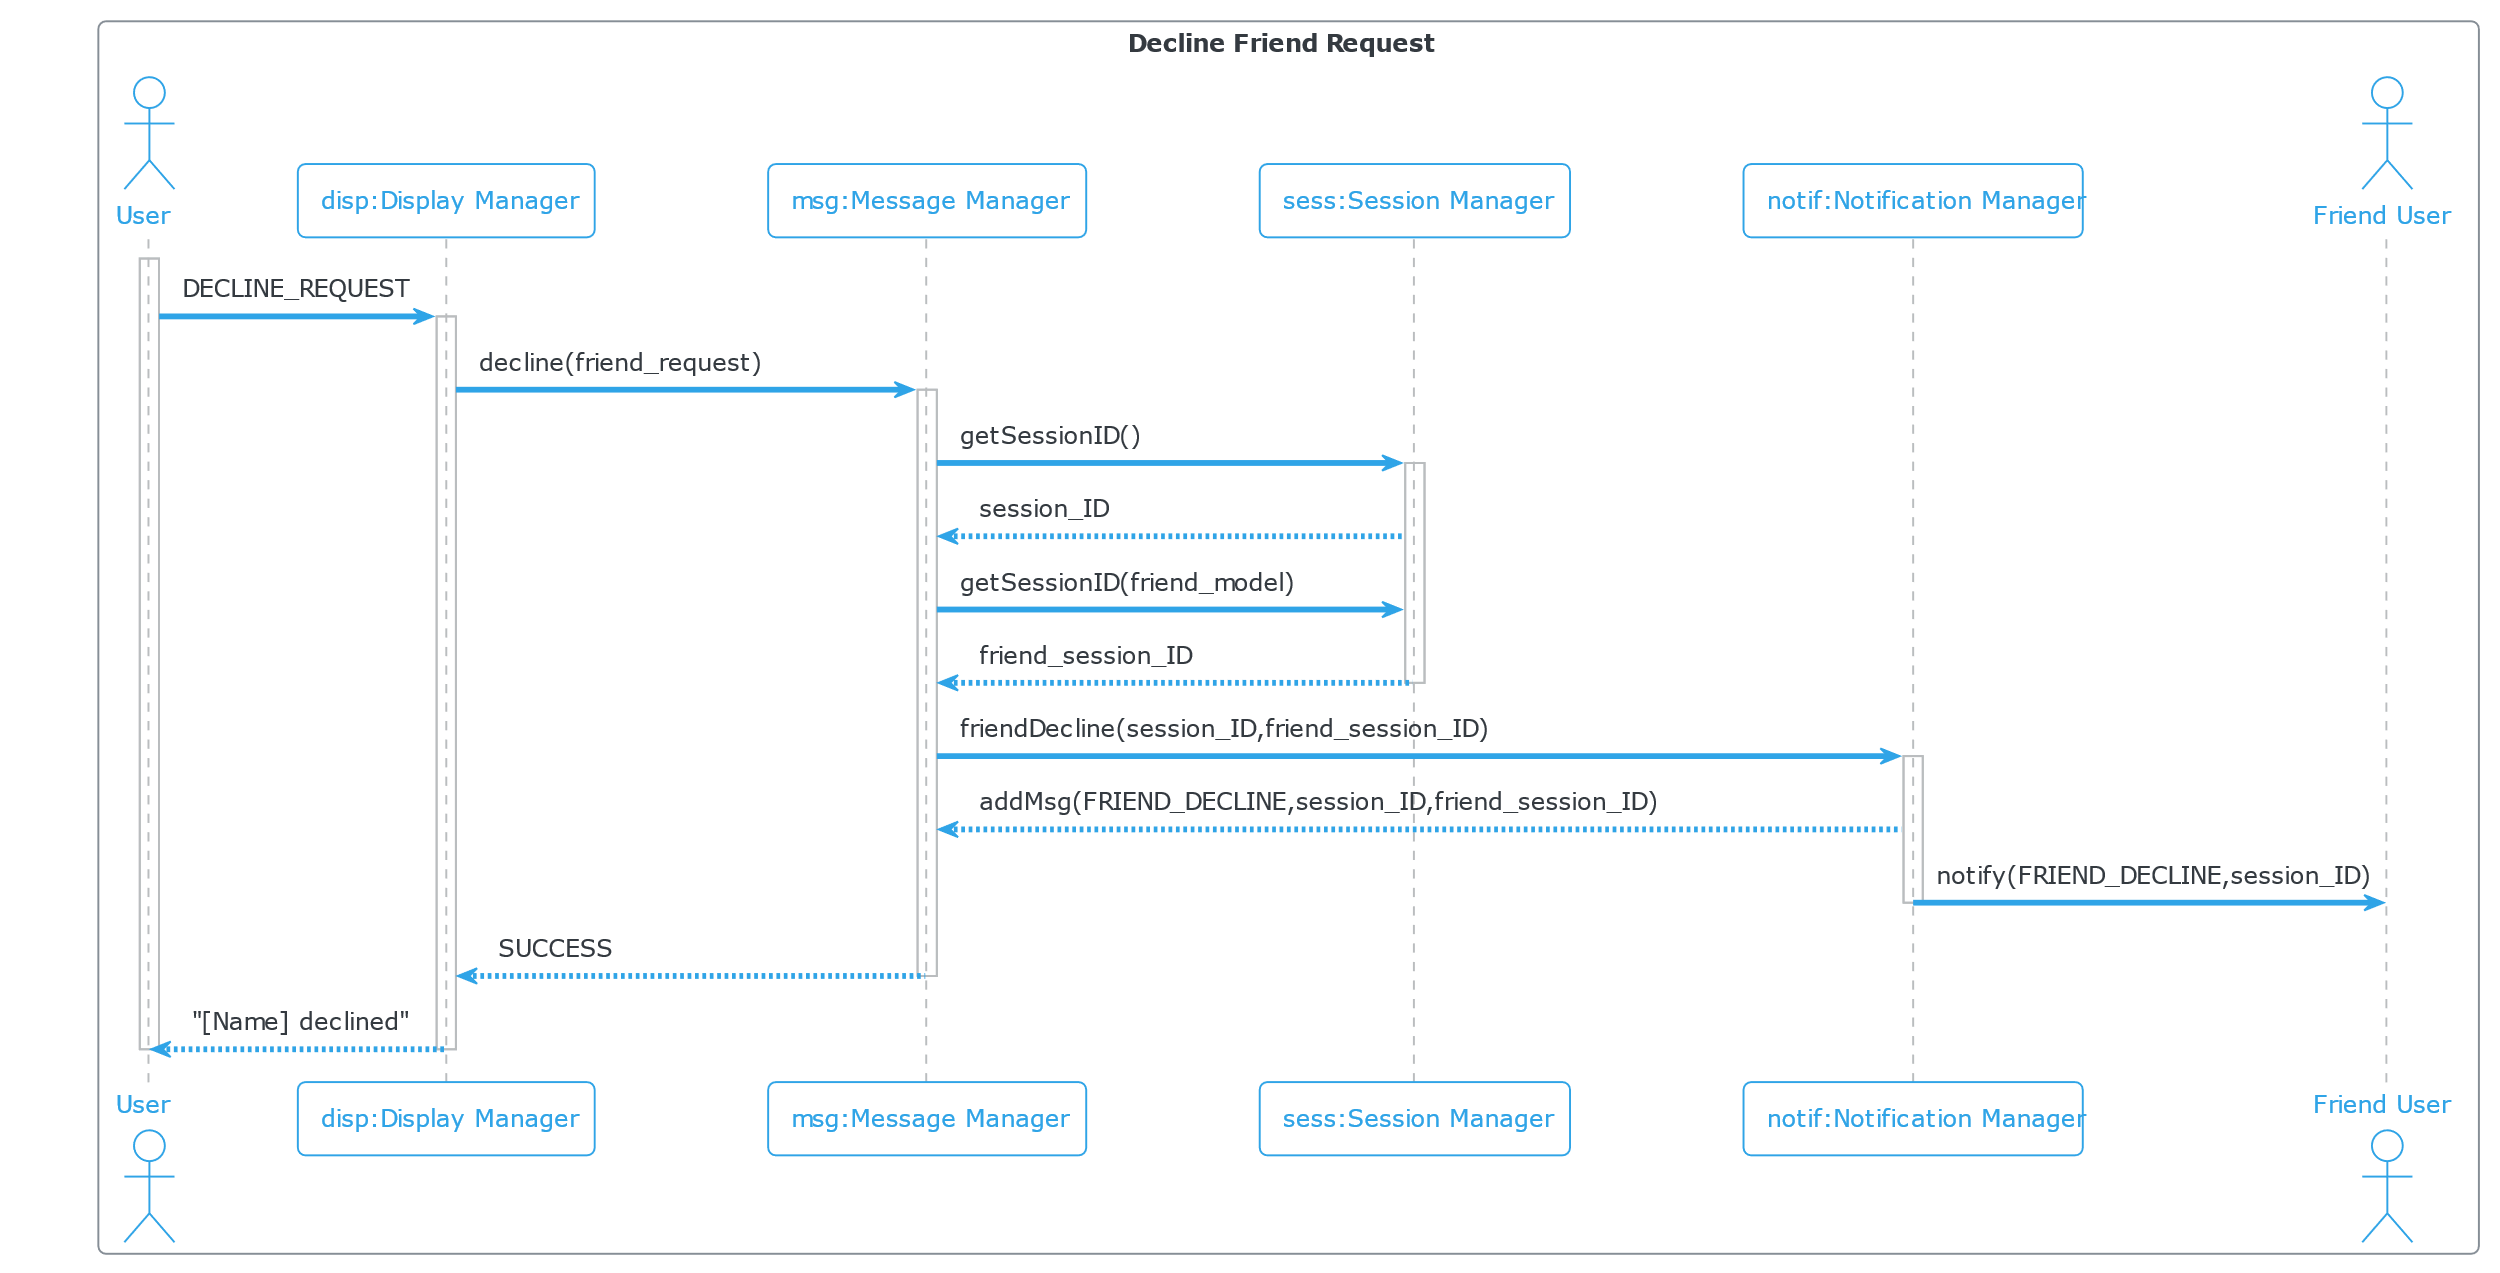 Decline Friend Request
User
disp:Display Manager
msg:Message Manager
sess:Session Manager
notif:Notification Manager
Friend User
DECLINE_REQUEST
decline(friend_request)
getSessionID()
session_ID
getSessionID(friend_model)
friend_session_ID
friendDecline(session_ID,friend_session_ID)
addMsg(FRIEND_DECLINE,session_ID,friend_session_ID)
notify(FRIEND_DECLINE,session_ID)
SUCCESS
"[Name] declined"
User
disp:Display Manager
msg:Message Manager
sess:Session Manager
notif:Notification Manager
Friend User